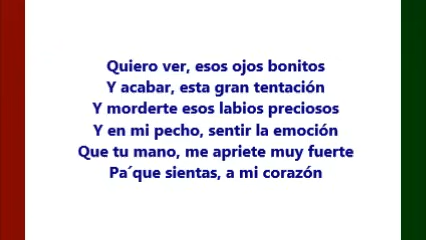 Quiero ver, esos ojos bonitos
Y acabar, esta gran tentación
Y morderte esos labios preciosos
Y en mi pecho, sentir la emoción
Que tu mano, me apriete muy fuerte
Pa´que sientas, a mi corazón